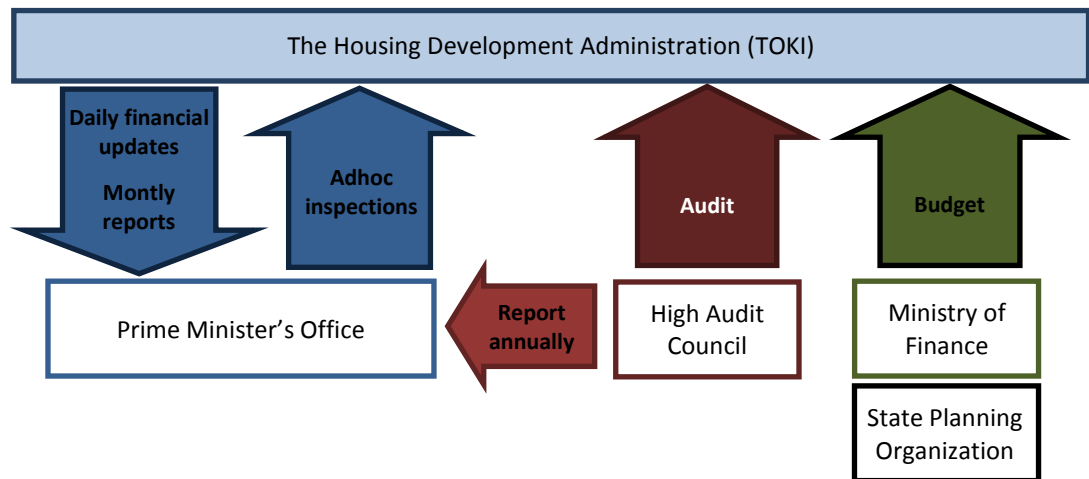 The Housing Development Administration (TOKI)
Daily financial
updates
Montly
reports
Adhoc
inspections
Audit
Budget
Prime Minister’s Office
Report
annually
High Audit
Council
Ministry of
Finance
State Planning
Organization